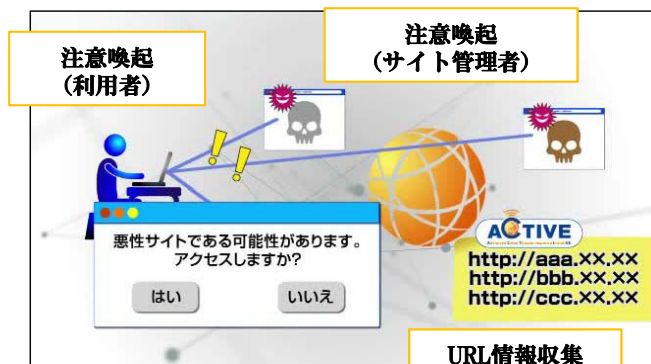 注意喚起
(利用者)
注意喚起
(サイト管理者)
悪性サイトである可能性があります。
アクセスしますか?
はい
いいえ
ACTIVE
http://aaa.××.××
http://bbb.××.××
http://ccc.××.××
URL情報収集